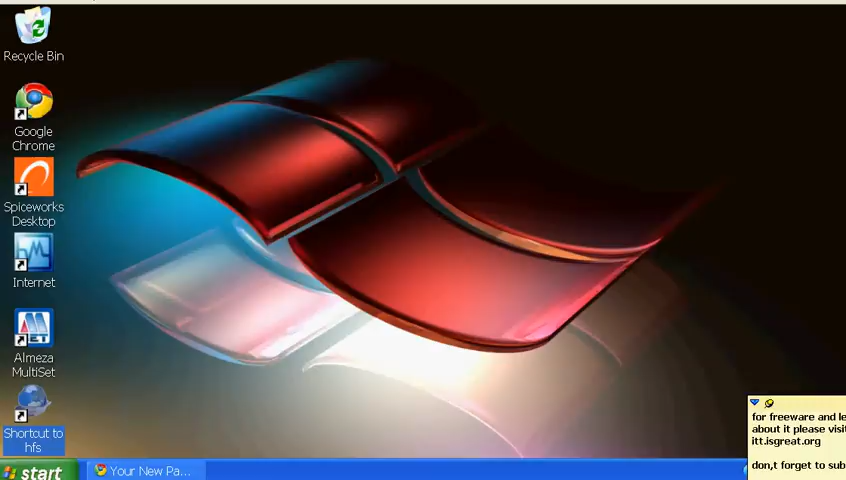 Recycle Bin
Google
Chrome
Spiceworks
Desktop
Internet
Almeza
MultiSet
Shortcut to
hfs
start
Your New Pa...
for freeware and le
about it please visit
itt.isgreat.org
don,t forget to sub